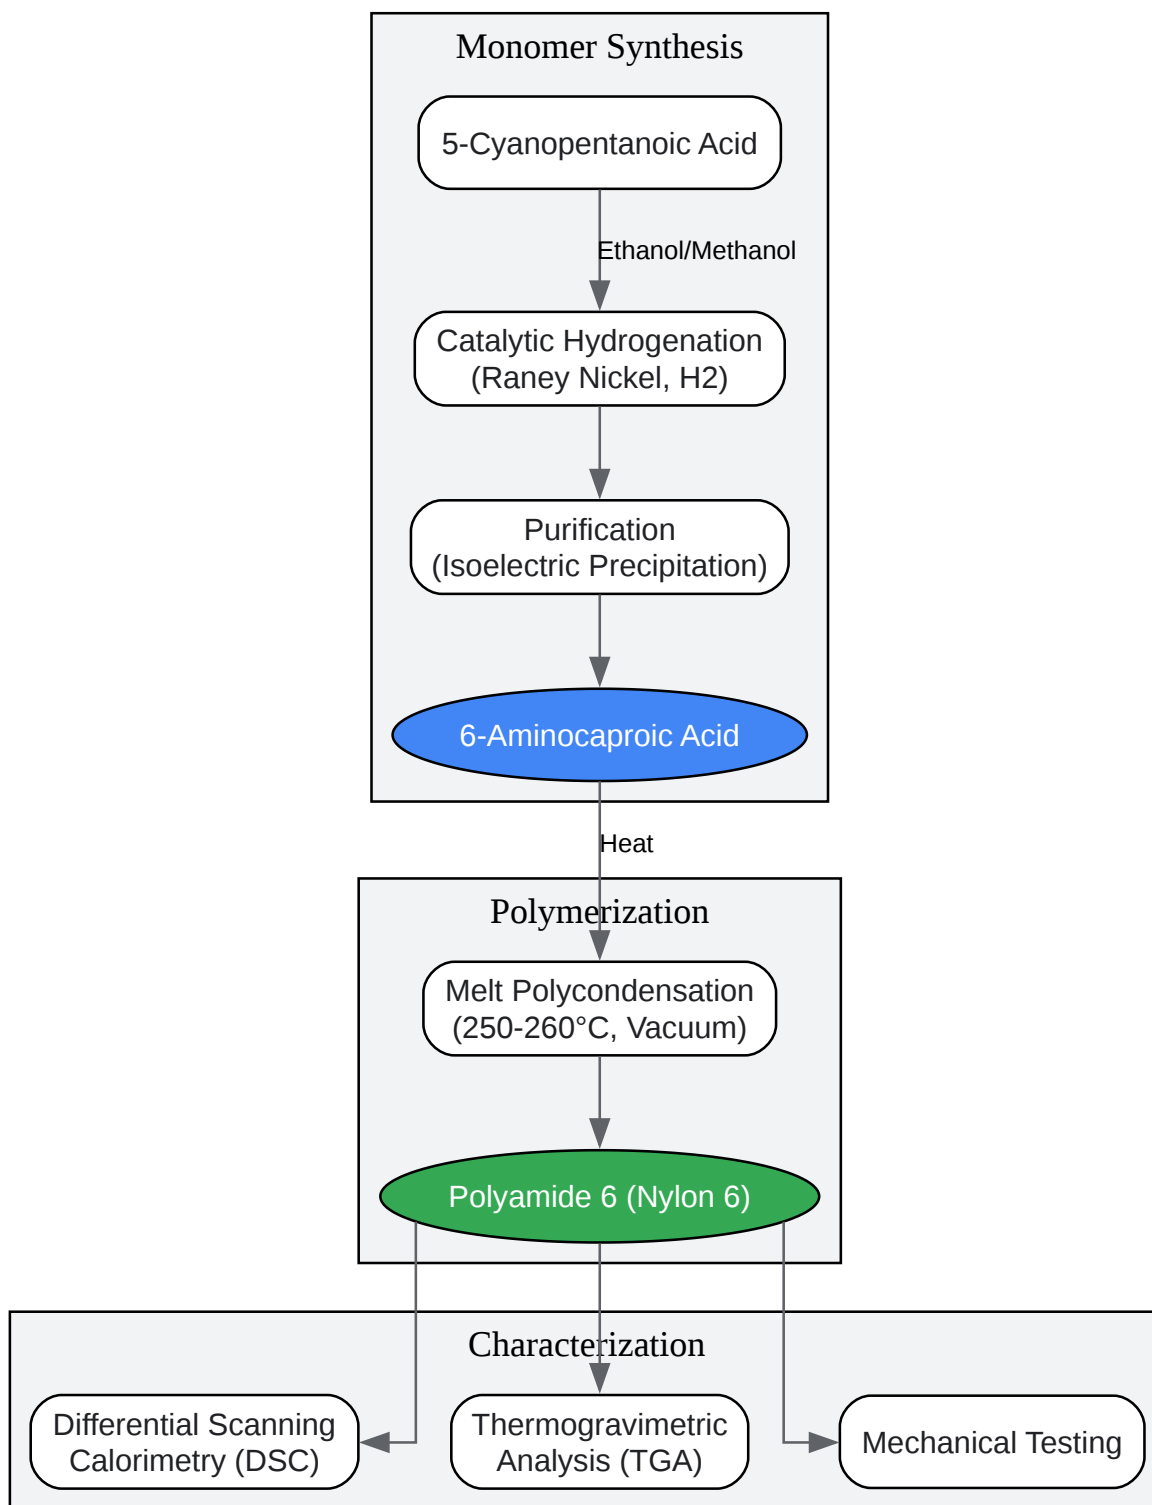 Monomer Synthesis
5-Cyanopentanoic Acid
Ethanol/Methanol
Catalytic Hydrogenation
(Raney Nickel, H2)
Purification
(Isoelectric Precipitation)
6-Aminocaproic Acid
Heat
Polymerization
Melt Polycondensation
(250-260°C, Vacuum)
Polyamide 6 (Nylon 6)
Characterization
Differential Scanning
Calorimetry (DSC)
Thermogravimetric
Analysis (TGA)
Mechanical Testing